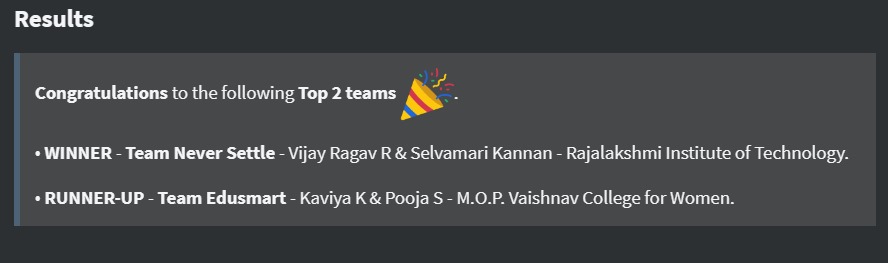 Results
Congratulations to the following Top 2 teams 🎉.
• WINNER - Team Never Settle - Vijay Ragav R & Selvamari Kannan - Rajalakshmi Institute of Technology.
• RUNNER-UP - Team Edusmart - Kaviya K & Pooja S - M.O.P. Vaishnav College for Women.